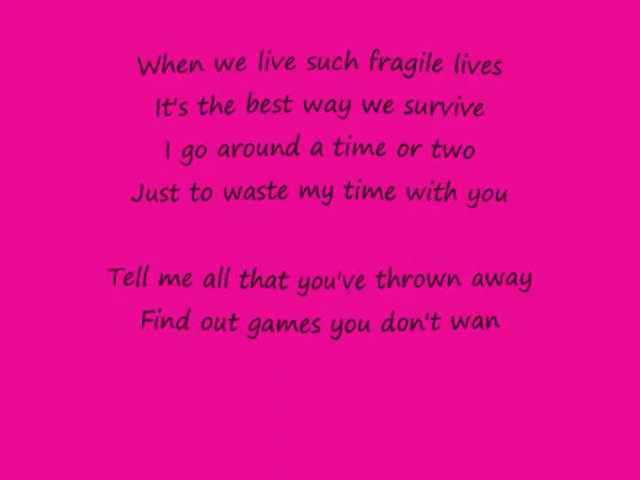 When we live such fragile lives
It's the best way we survive
I go around a time or two
Just to waste my time with you
Tell me all that you've thrown away
Find out games you don't wan